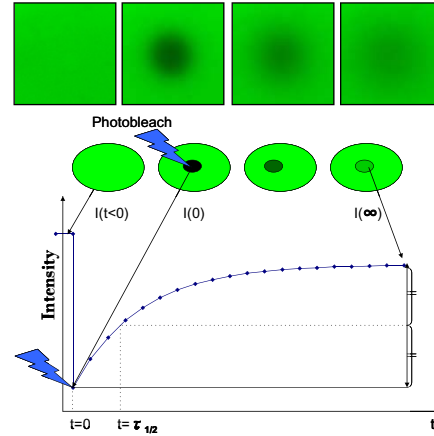 Photobleach
I(t<0)
I(0)
I(∞)
Intensity
t=0
t= τ 1/2
t